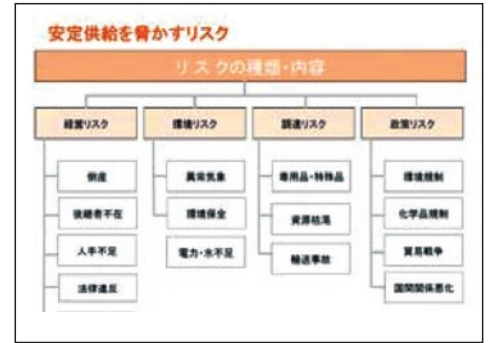 安定供給を脅かすリスク
リスクの種類・内容
経営リスク
倒産
後継者不在
人手不足
法律違反
環境リスク
異常気象
環境保全
電力・水不足
調達リスク
専用品・特殊品
資源枯渇
輸送事故
政策リスク
環境規制
化学品規制
貿易戦争
国間関係悪化